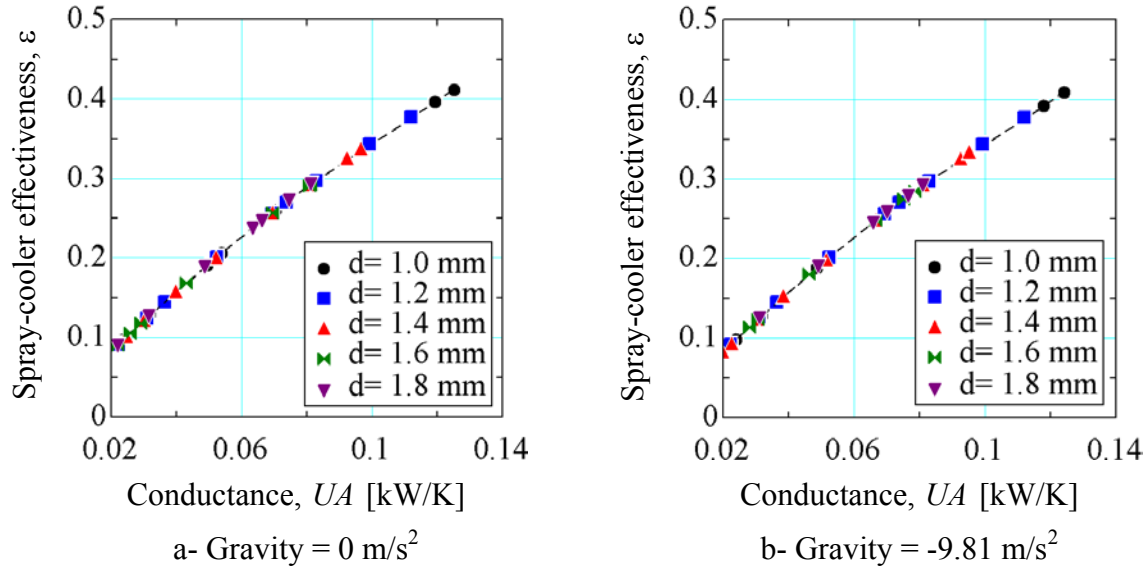 Spray-cooler effectiveness, ε
0.5
0.4
0.3
0.2
0.1
0
0.02
0.06
0.1
0.14
d= 1.0 mm
d= 1.2 mm
d= 1.4 mm
d= 1.6 mm
d= 1.8 mm
Conductance, UA [kW/K]
a- Gravity = 0 m/s²
Spray-cooler effectiveness, ε
0.5
0.4
0.3
0.2
0.1
0
0.02
0.06
0.1
0.14
d= 1.0 mm
d= 1.2 mm
d= 1.4 mm
d= 1.6 mm
d= 1.8 mm
Conductance, UA [kW/K]
b- Gravity = -9.81 m/s²